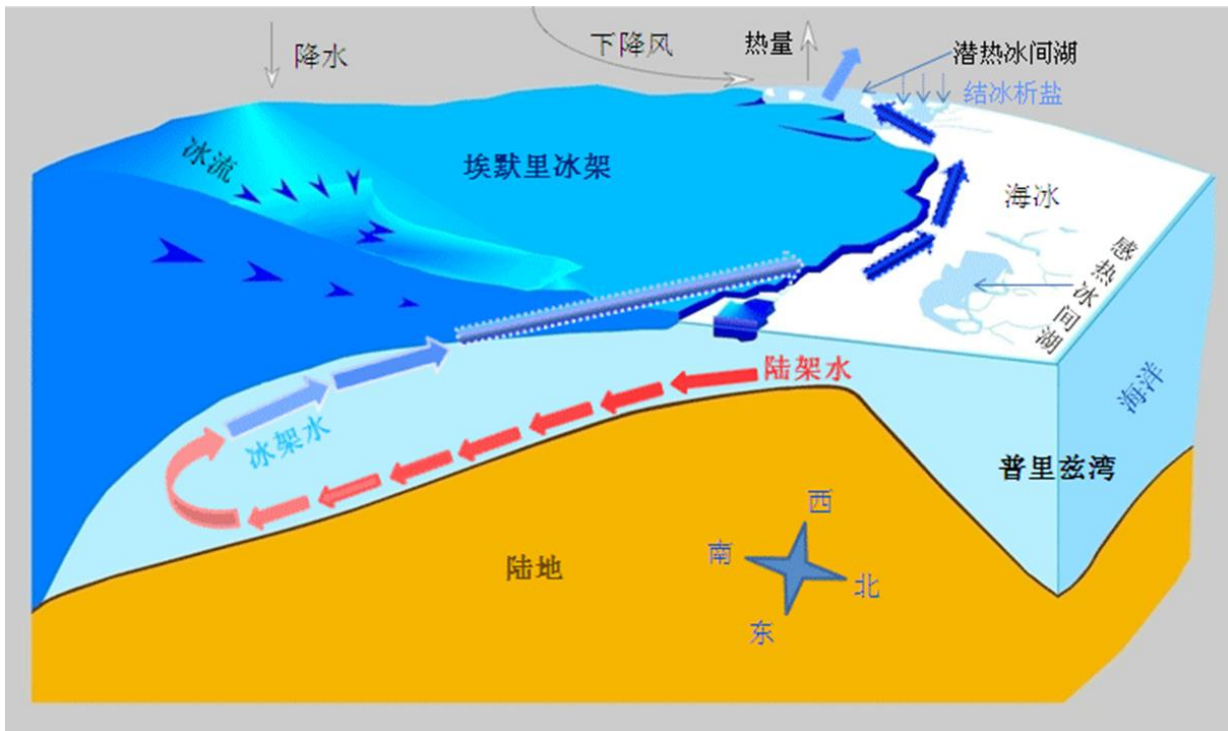 降水
下降风
热量
潜热冰间湖
结冰析盐
冰流
埃默里冰架
海冰
感热冰间湖
陆架水
海洋
冰架水
普里兹湾
西
南
北
东
陆地